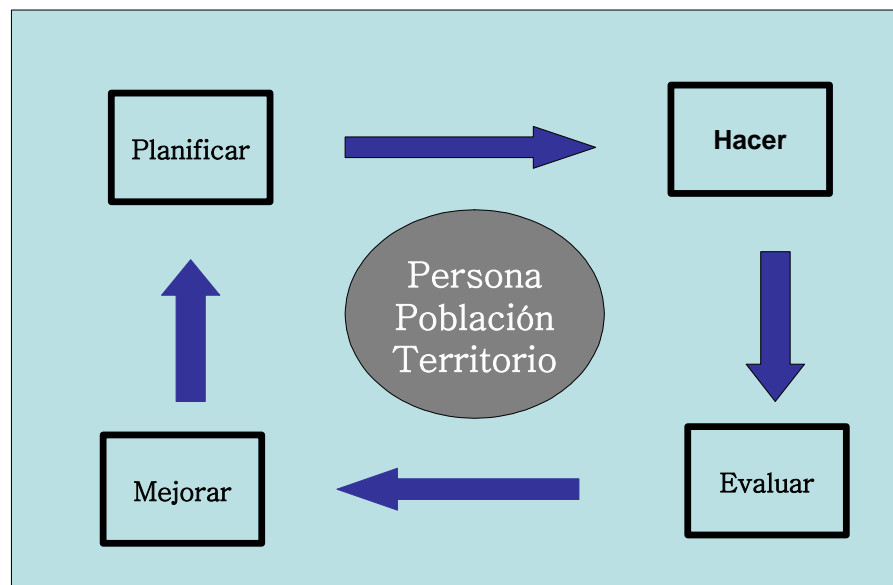 Planificar
Hacer
Persona
Población
Territorio
Mejorar
Evaluar